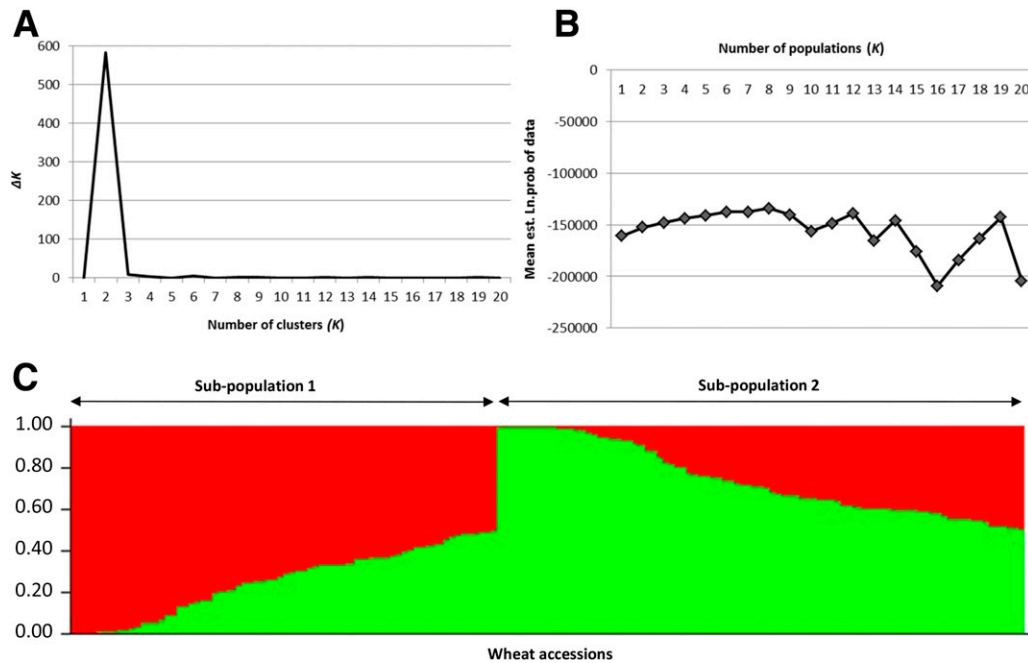 A
600
500
400
300
200
100
0
ΔK
1 2 3 4 5 6 7 8 9 10 11 12 13 14 15 16 17 18 19 20
Number of clusters (K)
B
Number of populations (K)
0
1 2 3 4 5 6 7 8 9 10 11 12 13 14 15 16 17 18 19 20
-50000
-100000
-150000
-200000
-250000
Mean est. Ln.prob of data
C
Sub-population 1
Sub-population 2
1.00
0.80
0.60
0.40
0.20
0.00
Wheat accessions